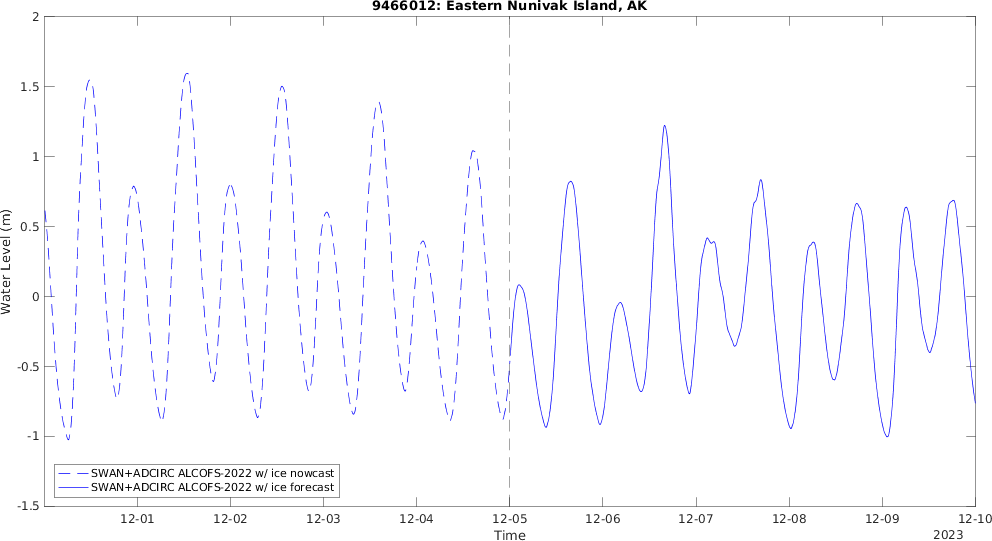 9466012: Eastern Nunivak Island, AK
2
1.5
1
0.5
0
-0.5
-1
-1.5
Water Level (m)
SWAN+ADCIRC ALCOFS-2022 w/ ice nowcast
SWAN+ADCIRC ALCOFS-2022 w/ ice forecast
12-01 12-02 12-03 12-04 12-05 12-06 12-07 12-08 12-09 12-10
Time
2023